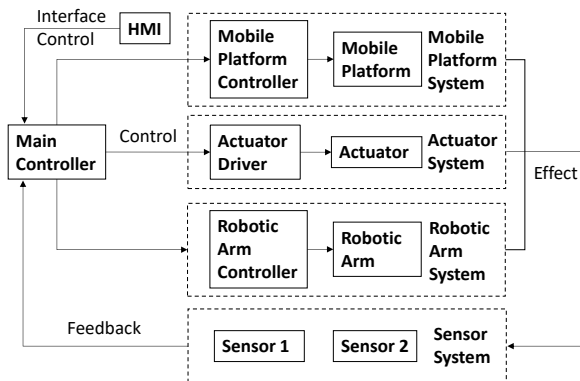 Interface
Control
HMI
Mobile
Platform
Controller
Mobile
Platform
Mobile
Platform
System
Main
Controller
Control
Actuator
Driver
Actuator
Actuator
System
Effect
Robotic
Arm
Controller
Robotic
Arm
Robotic
Arm
System
Feedback
Sensor 1
Sensor 2
Sensor
System